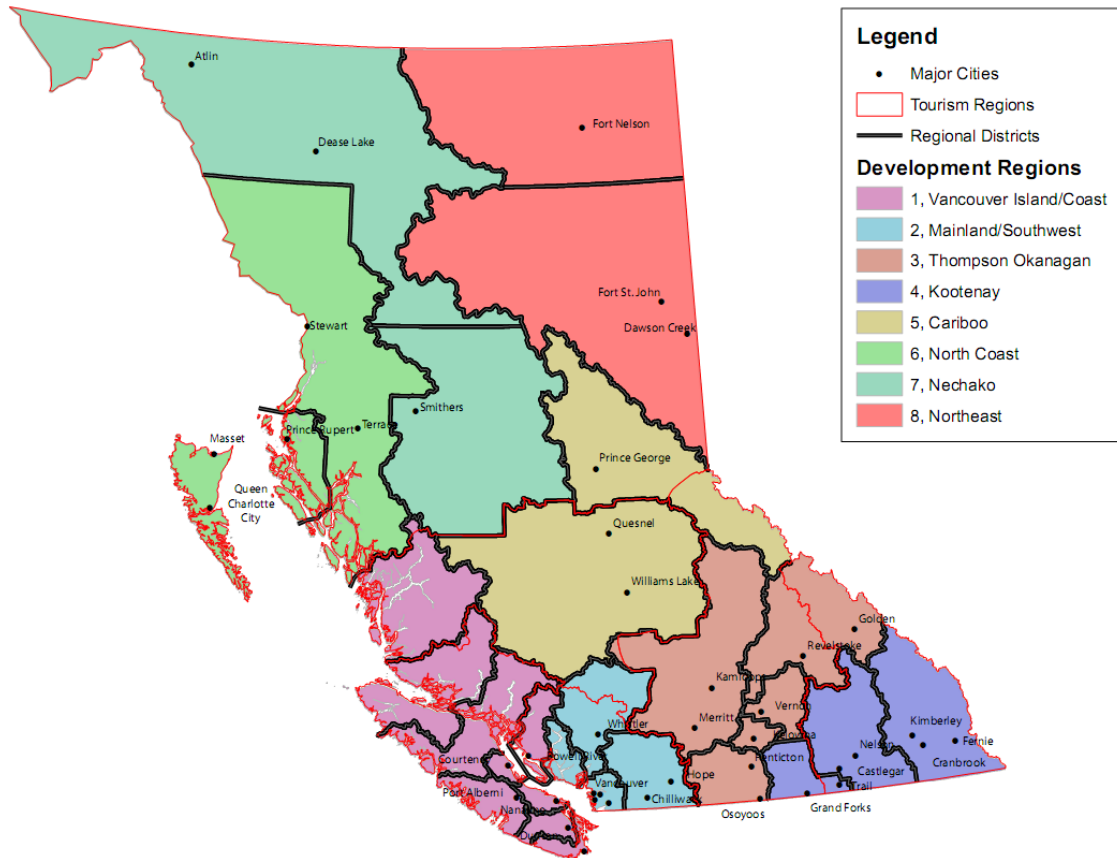 Legend
Major Cities
Tourism Regions
Regional Districts
Development Regions
1, Vancouver Island/Coast
2, Mainland/Southwest
3, Thompson Okanagan
4, Kootenay
5, Cariboo
6, North Coast
7, Nechako
8, Northeast
Atlin
Fort Nelson
Dease Lake
Fort St. John
Stewart
Dawson Creek
Smithers
Terrace
Prince Rupert
Masset
Prince George
Queen
Charlotte
City
Quesnel
Williams Lake
Golden
Revelstoke
Kamloops
Vernon
Merritt
Whistler
Kelowna
Kimberley
Fernie
Nelson
Cranbrook
Penticton
Castlegar
Courtenay
Powell River
Hope
Trail
Vancouver
Chilliwack
Port Alberni
Nanaimo
Grand Forks
Osoyoos